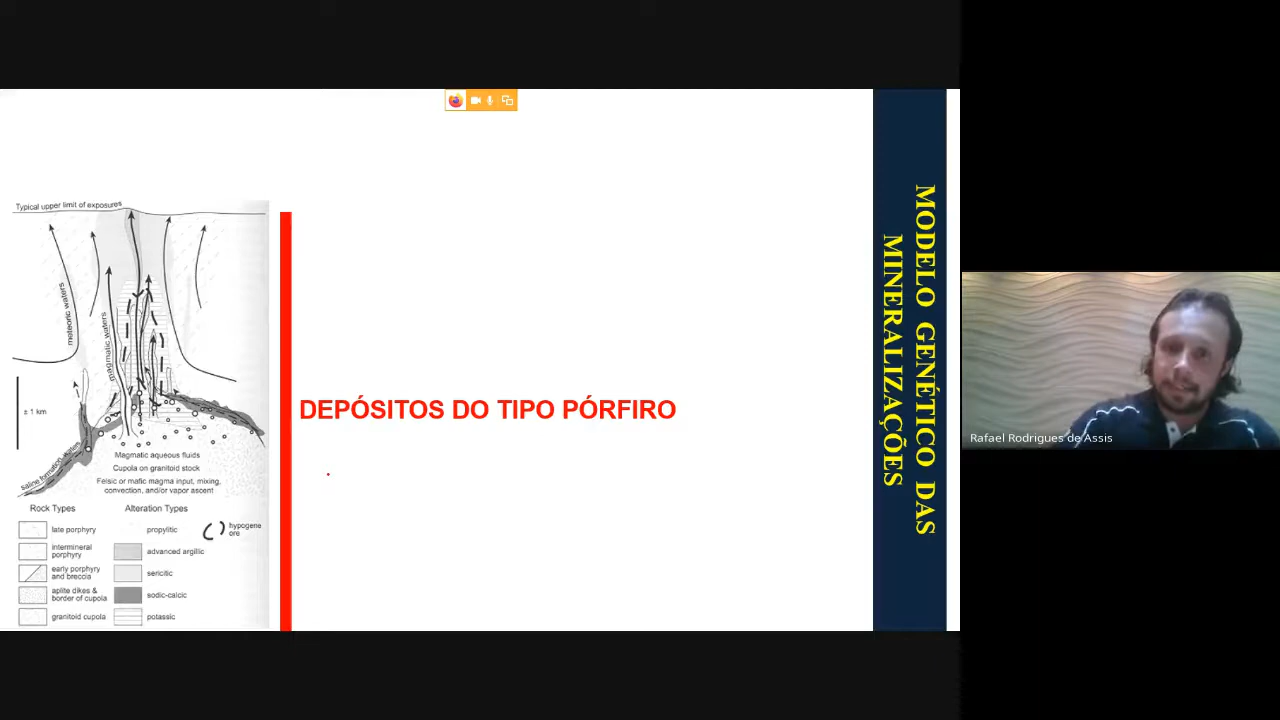 Typical upper limit of exposures
meteoric waters
magmatic waters
± 1 km
saline formation waters
Magmatic aqueous fluids
Cupola on granitoid stock
Felsic or mafic magma input, mixing,
convection, and/or vapor ascent
Rock Types
late porphyry
intermineral
porphyry
early porphyry
and breccia
aplite dikes &
border of cupola
granitoid cupola
Alteration Types
propylitic
advanced argillic
sericitic
sodic-calcic
potassic
hypogene
ore
DEPÓSITOS DO TIPO PÓRFIRO
MODELO GENÉTICO DAS
MINERALIZAÇÕES
Rafael Rodrigues de Assis